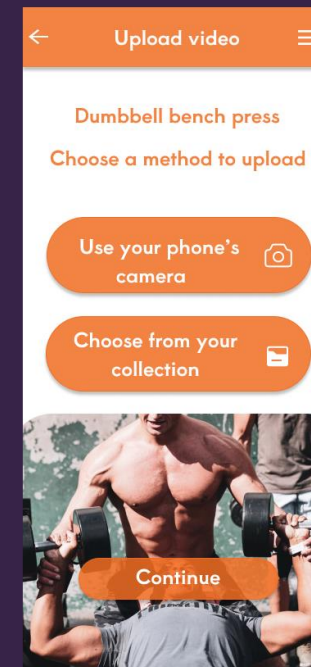 Upload video
Dumbbell bench press
Choose a method to upload
Use your phone's
camera
Choose from your
collection
Continue